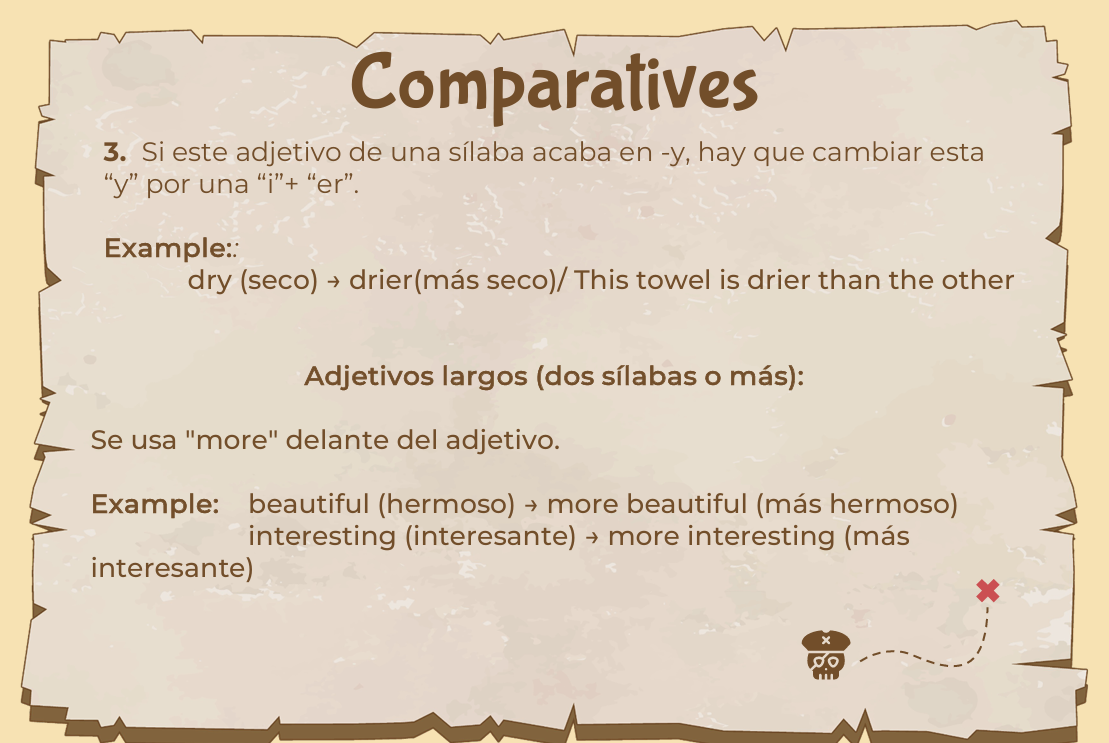 Comparatives
3. Si este adjetivo de una sílaba acaba en -y, hay que cambiar esta
“y” por una “i”+ “er”.
Example::
dry (seco) → drier(más seco)/ This towel is drier than the other
Adjetivos largos (dos sílabas o más):
Se usa "more" delante del adjetivo.
Example: beautiful (hermoso) → more beautiful (más hermoso)
interesting (interesante) → more interesting (más
interesante)